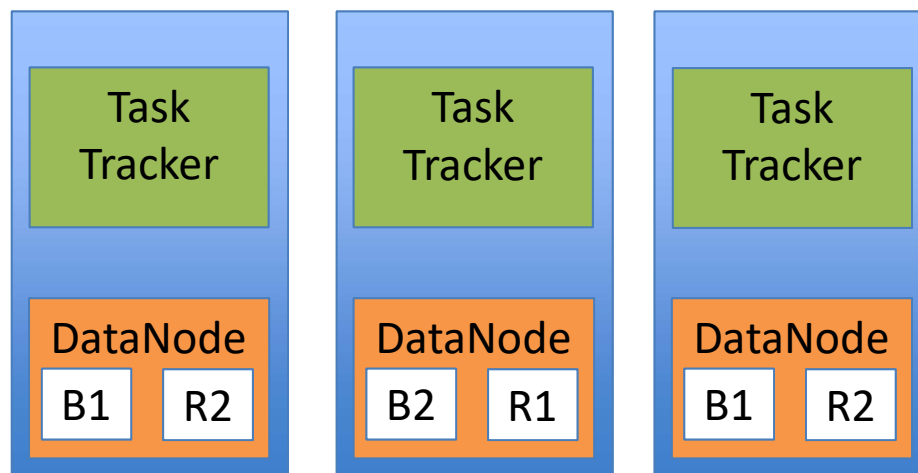 Task
Tracker
DataNode
B1 R2
Task
Tracker
DataNode
B2 R1
Task
Tracker
DataNode
B1 R2